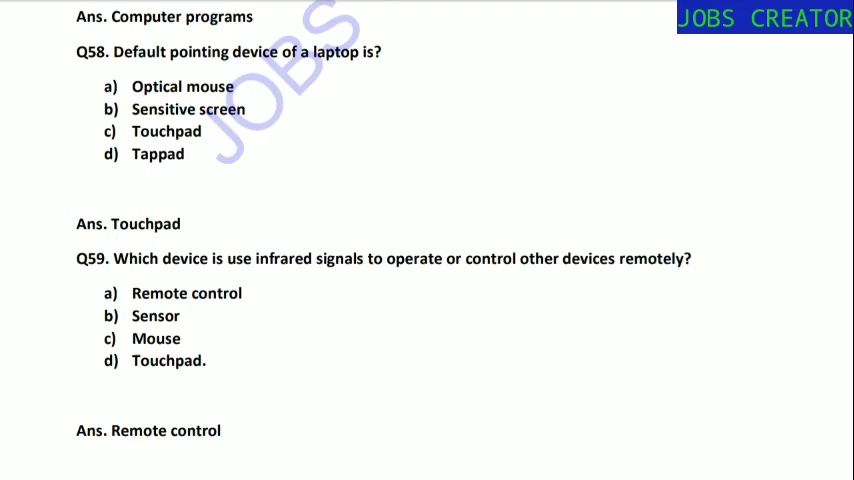 Ans. Computer programs
JOBS CREATOR
Q58. Default pointing device of a laptop is?
a) Optical mouse
b) Sensitive screen
c) Touchpad
d) Tappad
Ans. Touchpad
Q59. Which device is use infrared signals to operate or control other devices remotely?
a) Remote control
b) Sensor
c) Mouse
d) Touchpad.
Ans. Remote control
JOBS